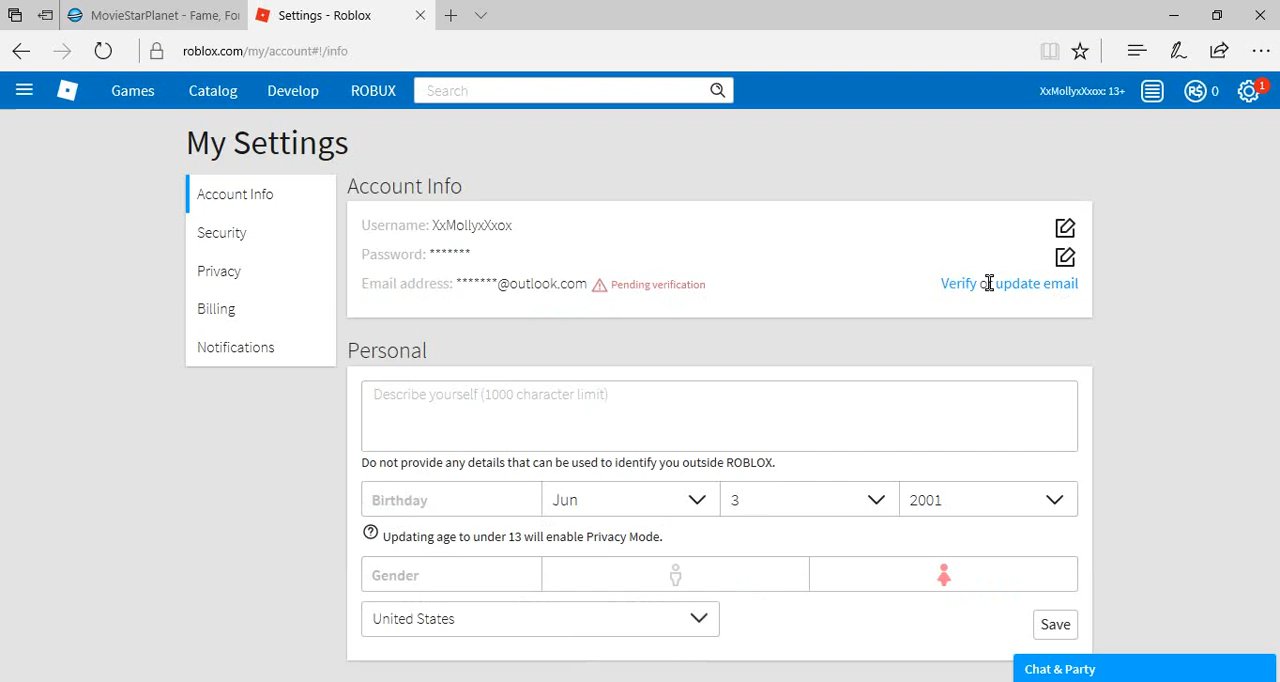 MovieStarPlanet - Fame, Fo
Settings - Roblox
roblox.com/my/account#!/info
Games
Catalog
Develop
ROBUX
Search
XxMollyxXxox: 13+
R$ 0
1
My Settings
Account Info
Security
Privacy
Billing
Notifications
Account Info
Username: XxMollyxXxox
Password: *******
Email address: *******@outlook.com Pending verification
Verify or update email
Personal
Describe yourself (1000 character limit)
Do not provide any details that can be used to identify you outside ROBLOX.
Birthday Jun 3 2001
Updating age to under 13 will enable Privacy Mode.
Gender
United States
Save
Chat & Party